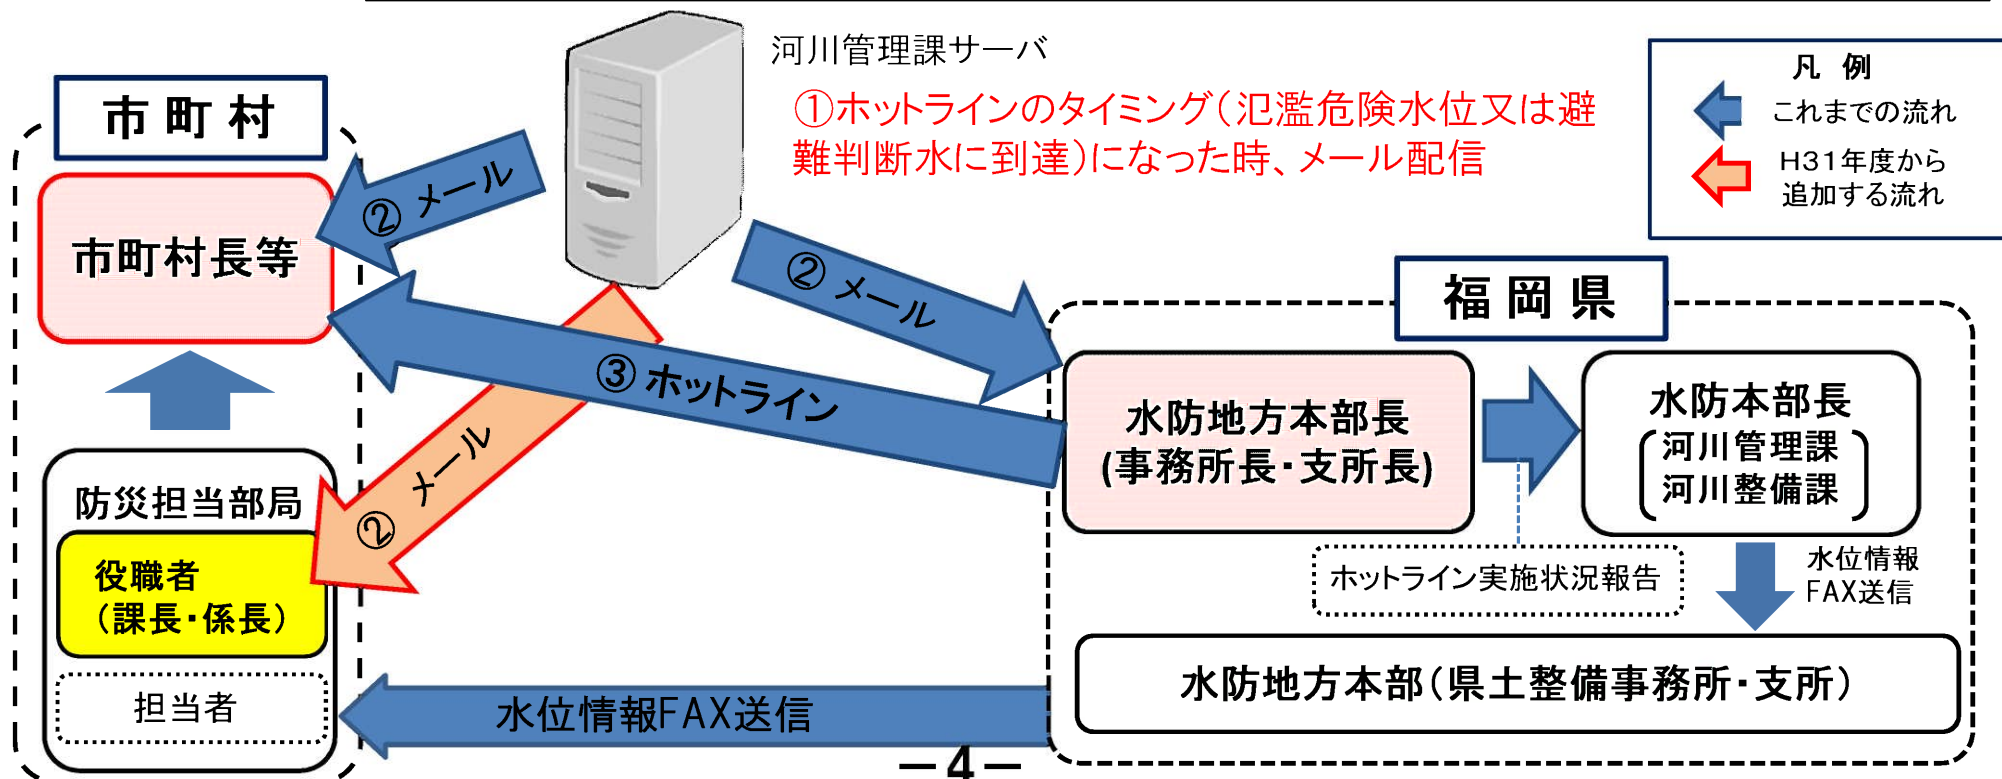 河川管理課サーバ
①ホットラインのタイミング（氾濫危険水位又は避
難判断水に到達）になった時、メール配信
凡 例
これまでの流れ
H31年度から
追加する流れ
市 町 村
市町村長等
② メール
② メール
③ ホットライン
② メール
防災担当部局
役職者
（課長・係長）
担当者
福 岡 県
水防地方本部長
(事務所長・支所長)
水防本部長
河川管理課
河川整備課
ホットライン実施状況報告
水位情報
FAX送信
水防地方本部（県土整備事務所・支所）
水位情報FAX送信
－4－